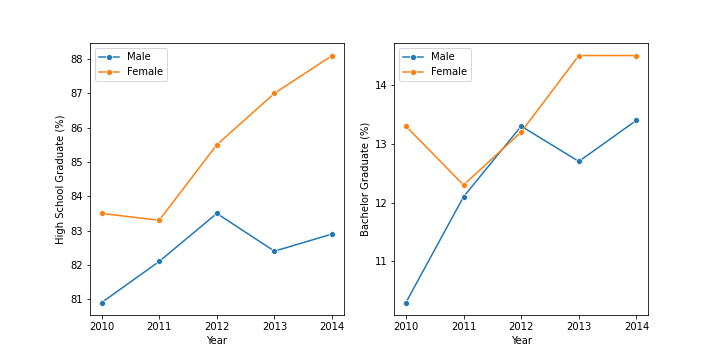 Male
Female
High School Graduate (%)
88
87
86
85
84
83
82
81
2010 2011 2012 2013 2014
Year
Male
Female
Bachelor Graduate (%)
14
13
12
11
2010 2011 2012 2013 2014
Year